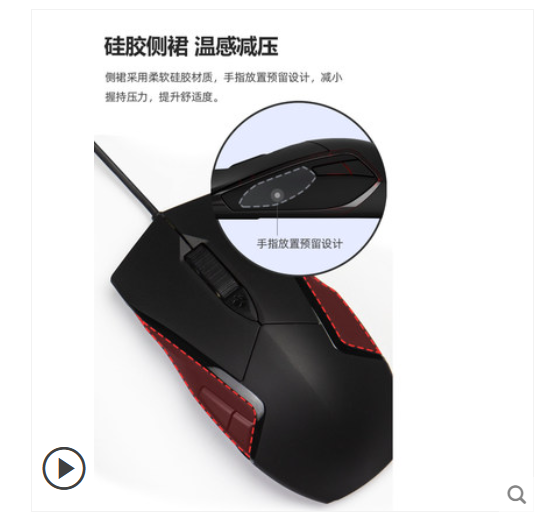 硅胶侧裙 温感减压
侧裙采用柔软硅胶材质，手指放置预留设计，减小
握持压力，提升舒适度。
手指放置预留设计